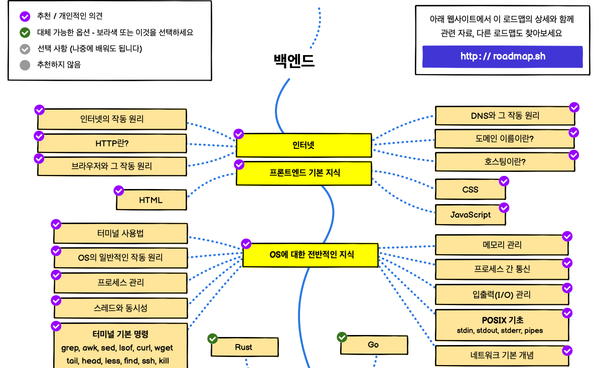 추천 / 개인적인 의견
대체 가능한 옵션 - 보라색 또는 이것을 선택하세요
선택 사항 (나중에 배워도 됩니다)
추천하지 않음
백엔드
아래 웹사이트에서 이 로드맵의 상세와 함께
관련 자료, 다른 로드맵도 찾아보세요
http://roadmap.sh
인터넷의 작동 원리
HTTP란?
브라우저와 그 작동 원리
HTML
인터넷
프론트엔드 기본 지식
DNS와 그 작동 원리
도메인 이름이란?
호스팅이란?
CSS
JavaScript
터미널 사용법
OS의 일반적인 작동 원리
프로세스 관리
스레드와 동시성
터미널 기본 명령
grep, awk, sed, lsof, curl, wget
tail, head, less, find, ssh, kill
OS에 대한 전반적인 지식
메모리 관리
프로세스 간 통신
입출력(I/O) 관리
POSIX 기초
stdin, stdout, stderr, pipes
네트워크 기본 개념
Rust
Go